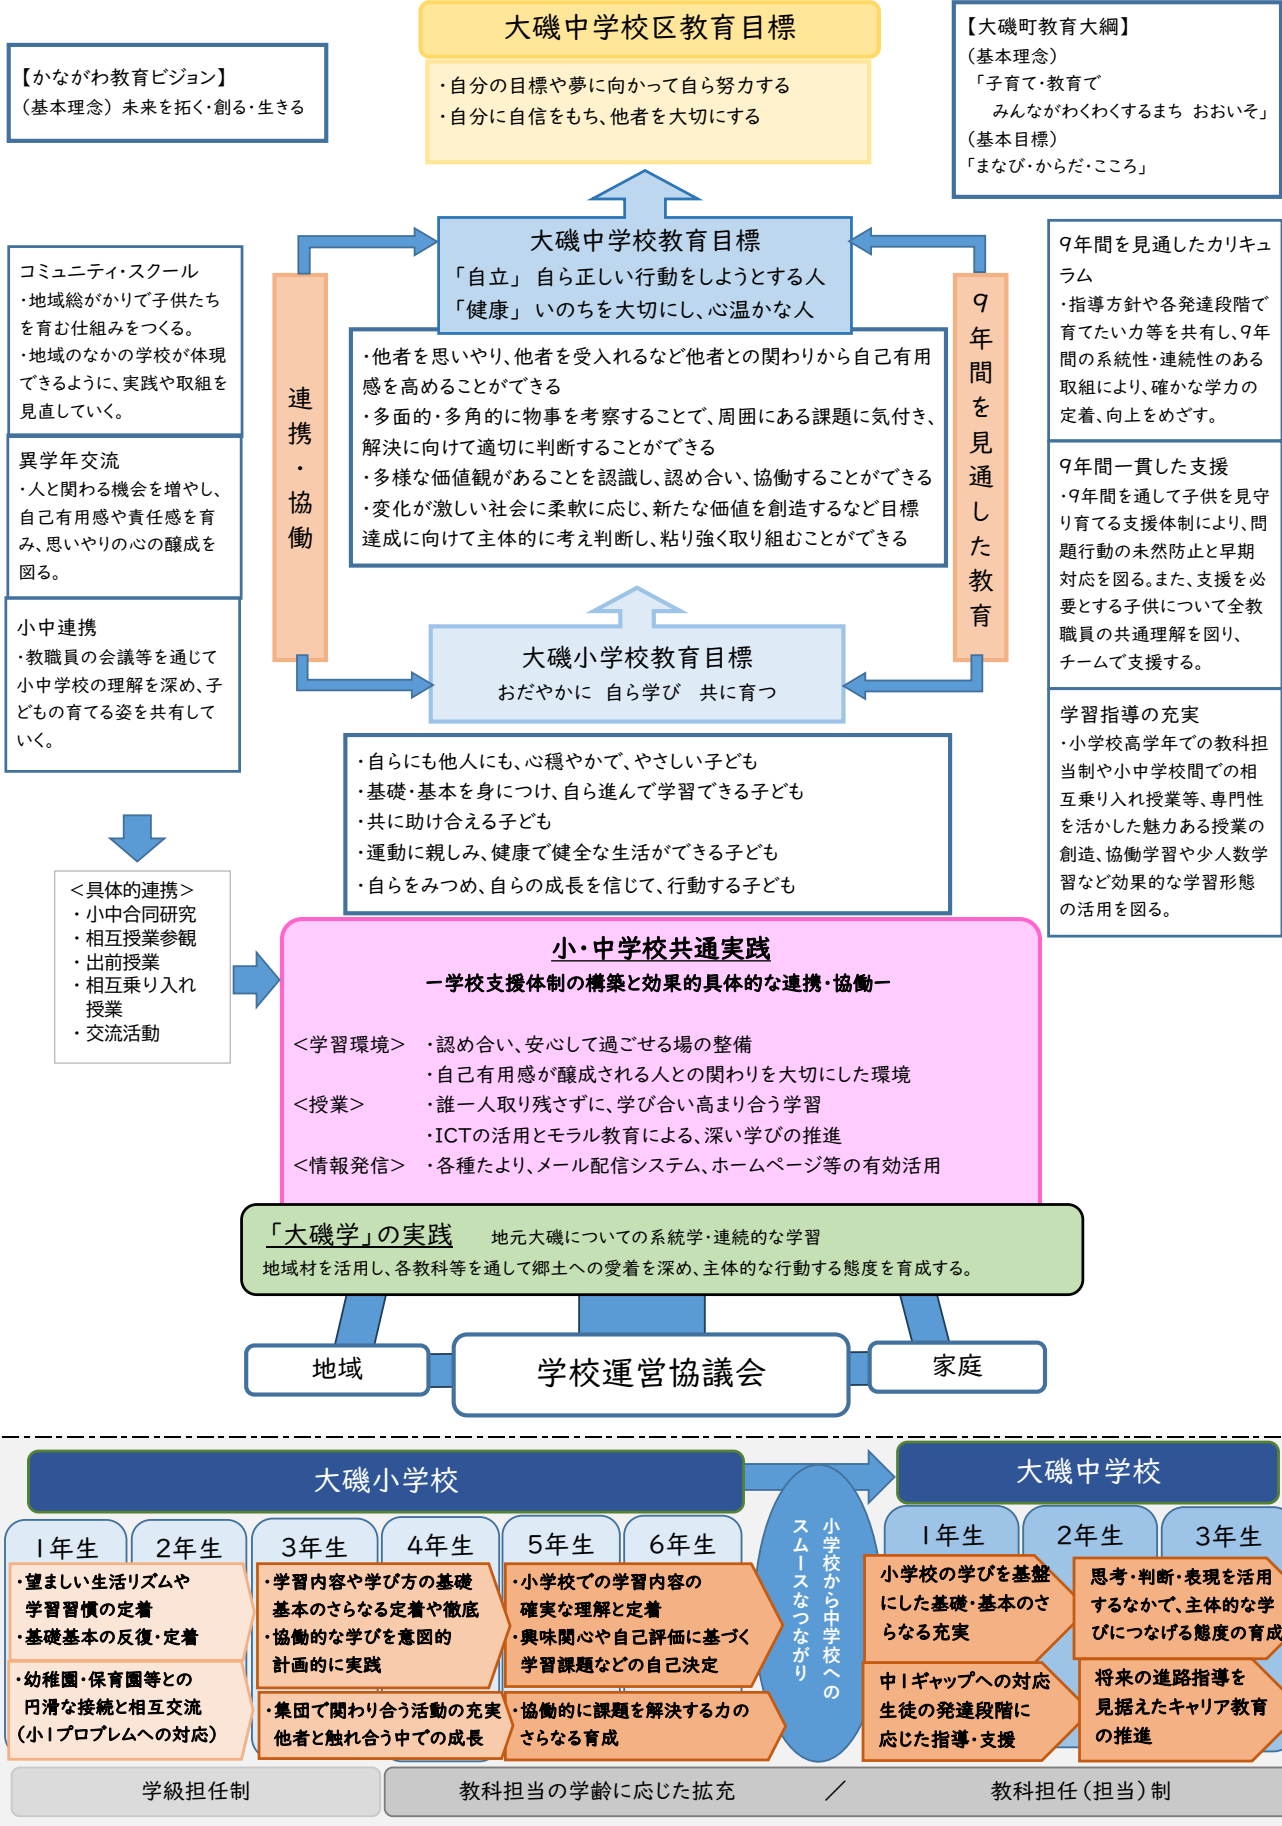 大磯中学校区教育目標
・自分の目標や夢に向かって自ら努力する
・自分に自信をもち、他者を大切にする
【かながわ教育ビジョン】
(基本理念) 未来を拓く・創る・生きる
【大磯町教育大綱】
(基本理念)
「子育て・教育で
みんながわくわくするまち おおいそ」
(基本目標)
「まなび・からだ・こころ」
大磯中学校教育目標
「自立」 自ら正しい行動をしようとする人
「健康」 いのちを大切にし、心温かな人
・他者を思いやり、他者を受入れるなど他者との関わりから自己有用
感を高めることができる
・多面的・多角的に物事を考察することで、周囲にある課題に気付き、
解決に向けて適切に判断することができる
・多様な価値観があることを認識し、認め合い、協働することができる
・変化が激しい社会に柔軟に応じ、新たな価値を創造するなど目標
達成に向けて主体的に考え判断し、粘り強く取り組むことができる
連携・協働
9年間を見通した教育
コミュニティ・スクール
・地域総がかりで子供たち
を育む仕組みをつくる。
・地域のなかの学校が体現
できるように、実践や取組を
見直していく。
異学年交流
・人と関わる機会を増やし、
自己有用感や責任感を育
み、思いやりの心の醸成を
図る。
小中連携
・教職員の会議等を通じて
小中学校の理解を深め、子
どもの育てる姿を共有して
いく。
9年間を見通したカリキュ
ラム
・指導方針や各発達段階で
育てたい力等を共有し、9年
間の系統性・連続性のある
取組により、確かな学力の
定着、向上をめざす。
9年間一貫した支援
・9年間を通して子供を見守
り育てる支援体制により、問
題行動の未然防止と早期
対応を図る。また、支援を必
要とする子供について全教
職員の共通理解を図り、
チームで支援する。
学習指導の充実
・小学校高学年での教科担
当制や小中学校間での相
互乗り入れ授業等、専門性
を活かした魅力ある授業の
創造、協働学習や少人数学
習など効果的な学習形態
の活用を図る。
大磯小学校教育目標
おだやかに 自ら学び 共に育つ
・自らにも他人にも、心穏やかで、やさしい子ども
・基礎・基本を身につけ、自ら進んで学習できる子ども
・共に助け合える子ども
・運動に親しみ、健康で健全な生活ができる子ども
・自らをみつめ、自らの成長を信じて、行動する子ども
<具体的連携>
・小中合同研究
・相互授業参観
・出前授業
・相互乗り入れ
授業
・交流活動
小・中学校共通実践
ー学校支援体制の構築と効果的具体的な連携・協働ー
<学習環境> ・認め合い、安心して過ごせる場の整備
・自己有用感が醸成される人との関わりを大切にした環境
<授業> ・誰一人取り残さずに、学び合い高まり合う学習
・ICTの活用とモラル教育による、深い学びの推進
<情報発信> ・各種たより、メール配信システム、ホームページ等の有効活用
「大磯学」の実践 地元大磯についての系統学・連続的な学習
地域材を活用し、各教科等を通して郷土への愛着を深め、主体的な行動する態度を育成する。
地域
学校運営協議会
家庭
大磯小学校
大磯中学校
1年生
2年生
3年生
4年生
5年生
6年生
小学校から中学校への
スムースなつながり
1年生
2年生
3年生
・望ましい生活リズムや
学習習慣の定着
・基礎基本の反復・定着
・幼稚園・保育園等との
円滑な接続と相互交流
(小1プロブレムへの対応)
・学習内容や学び方の基礎
基本のさらなる定着や徹底
・協働的な学びを意図的
計画的に実践
・集団で関わり合う活動の充実
他者と触れ合う中での成長
・小学校での学習内容の
確実な理解と定着
・興味関心や自己評価に基づく
学習課題などの自己決定
・協働的に課題を解決する力の
さらなる育成
小学校の学びを基盤
にした基礎・基本のさ
らなる充実
中1ギャップへの対応
生徒の発達段階に
応じた指導・支援
思考・判断・表現を活用
するなかで、主体的な学
びにつなげる態度の育成
将来の進路指導を
見据えたキャリア教育
の推進
学級担任制
教科担当の学齢に応じた拡充 / 教科担任(担当)制